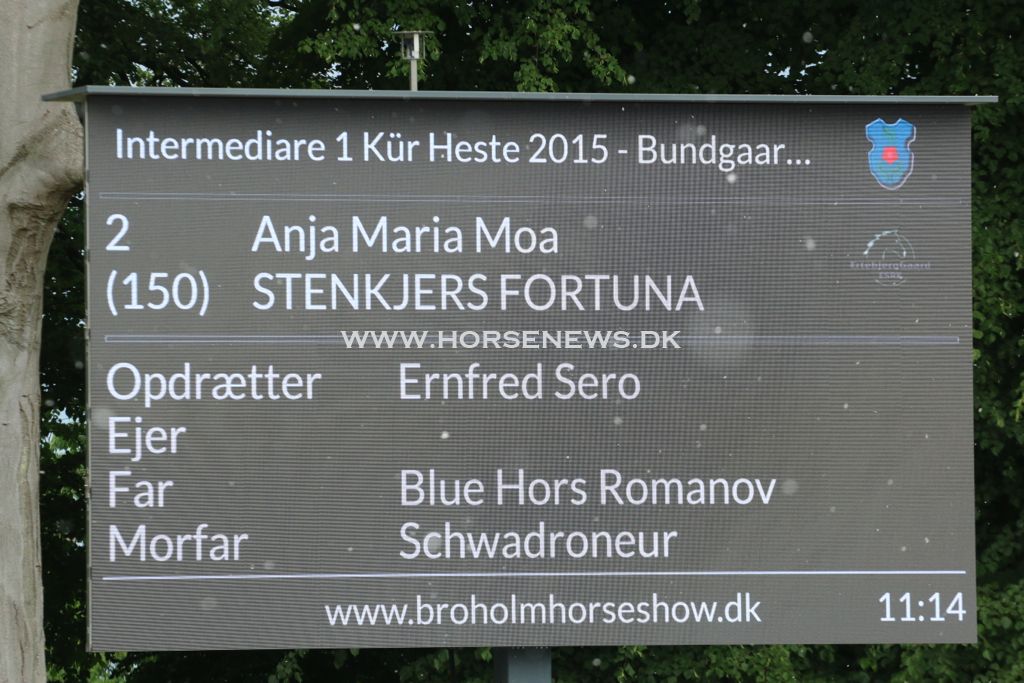 Intermediare 1 Kür Heste 2015 - Bundgaar...
2 Anja Maria Moa
(150) STENKJERS FORTUNA
WWW.HORSENEWS.DK
Opdrætter Ernfred Sero
Ejer
Far Blue Hors Romanov
Morfar Schwadroneur
www.broholmhorseshow.dk 11:14